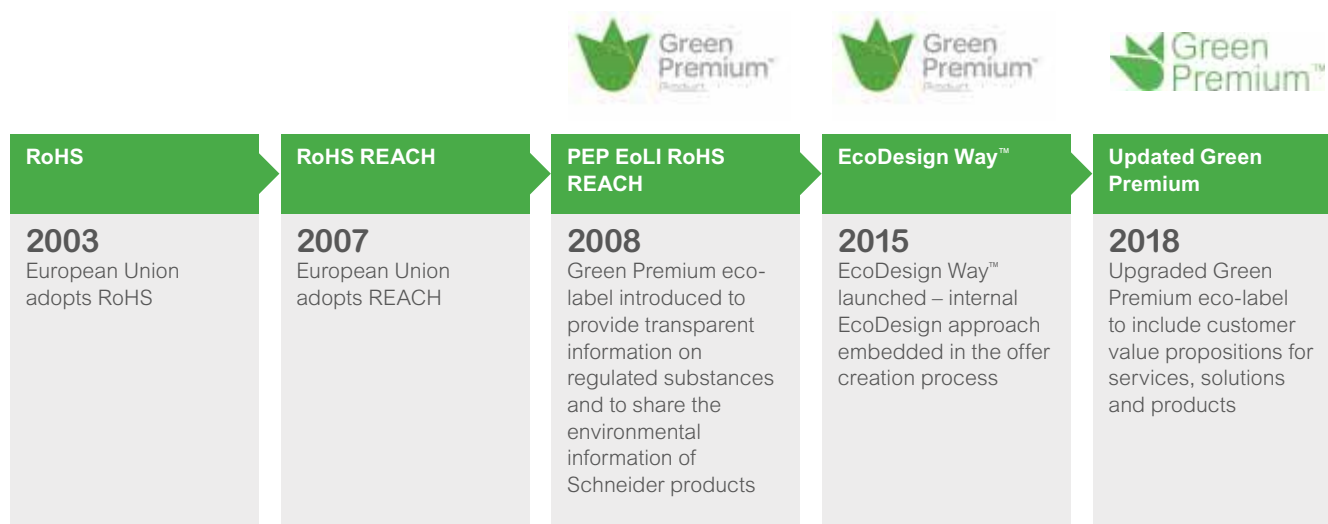 Green
Premium™
Product
Green
Premium™
Product
Green
Premium™
RoHS
2003
European Union
adopts RoHS
RoHS REACH
2007
European Union
adopts REACH
PEP EoLI RoHS
REACH
2008
Green Premium eco-
label introduced to
provide transparent
information on
regulated substances
and to share the
environmental
information of
Schneider products
EcoDesign Way™
2015
EcoDesign Way™
launched – internal
EcoDesign approach
embedded in the offer
creation process
Updated Green
Premium
2018
Upgraded Green
Premium eco-label
to include customer
value propositions for
services, solutions
and products